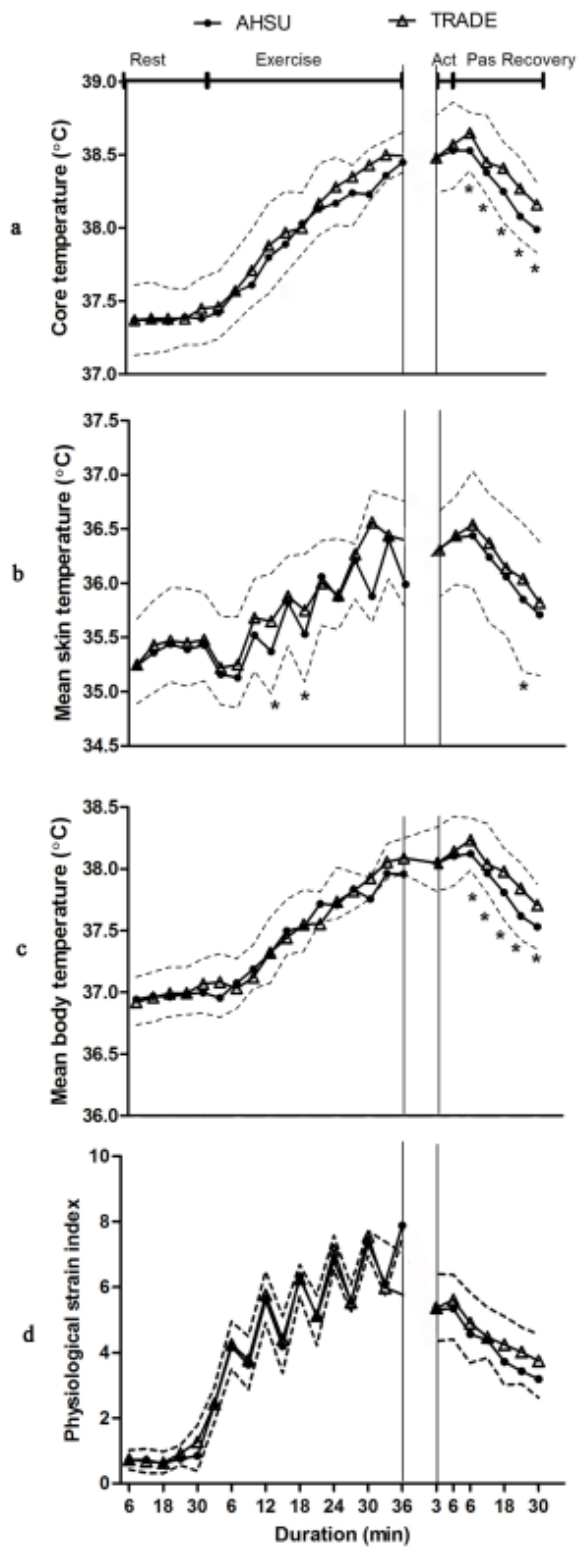 AHSU TRADE
Rest Exercise Act Pas Recovery
a
Core temperature (°C)
39.0
38.5
38.0
37.5
37.0
* * * * *
b
Mean skin temperature (°C)
37.5
37.0
36.5
36.0
35.5
35.0
34.5
* * *
c
Mean body temperature (°C)
38.5
38.0
37.5
37.0
36.5
36.0
* * * * *
d
Physiological strain index
10
8
6
4
2
0
6 18 30 6 12 18 24 30 36 3 6 6 18 30
Duration (min)